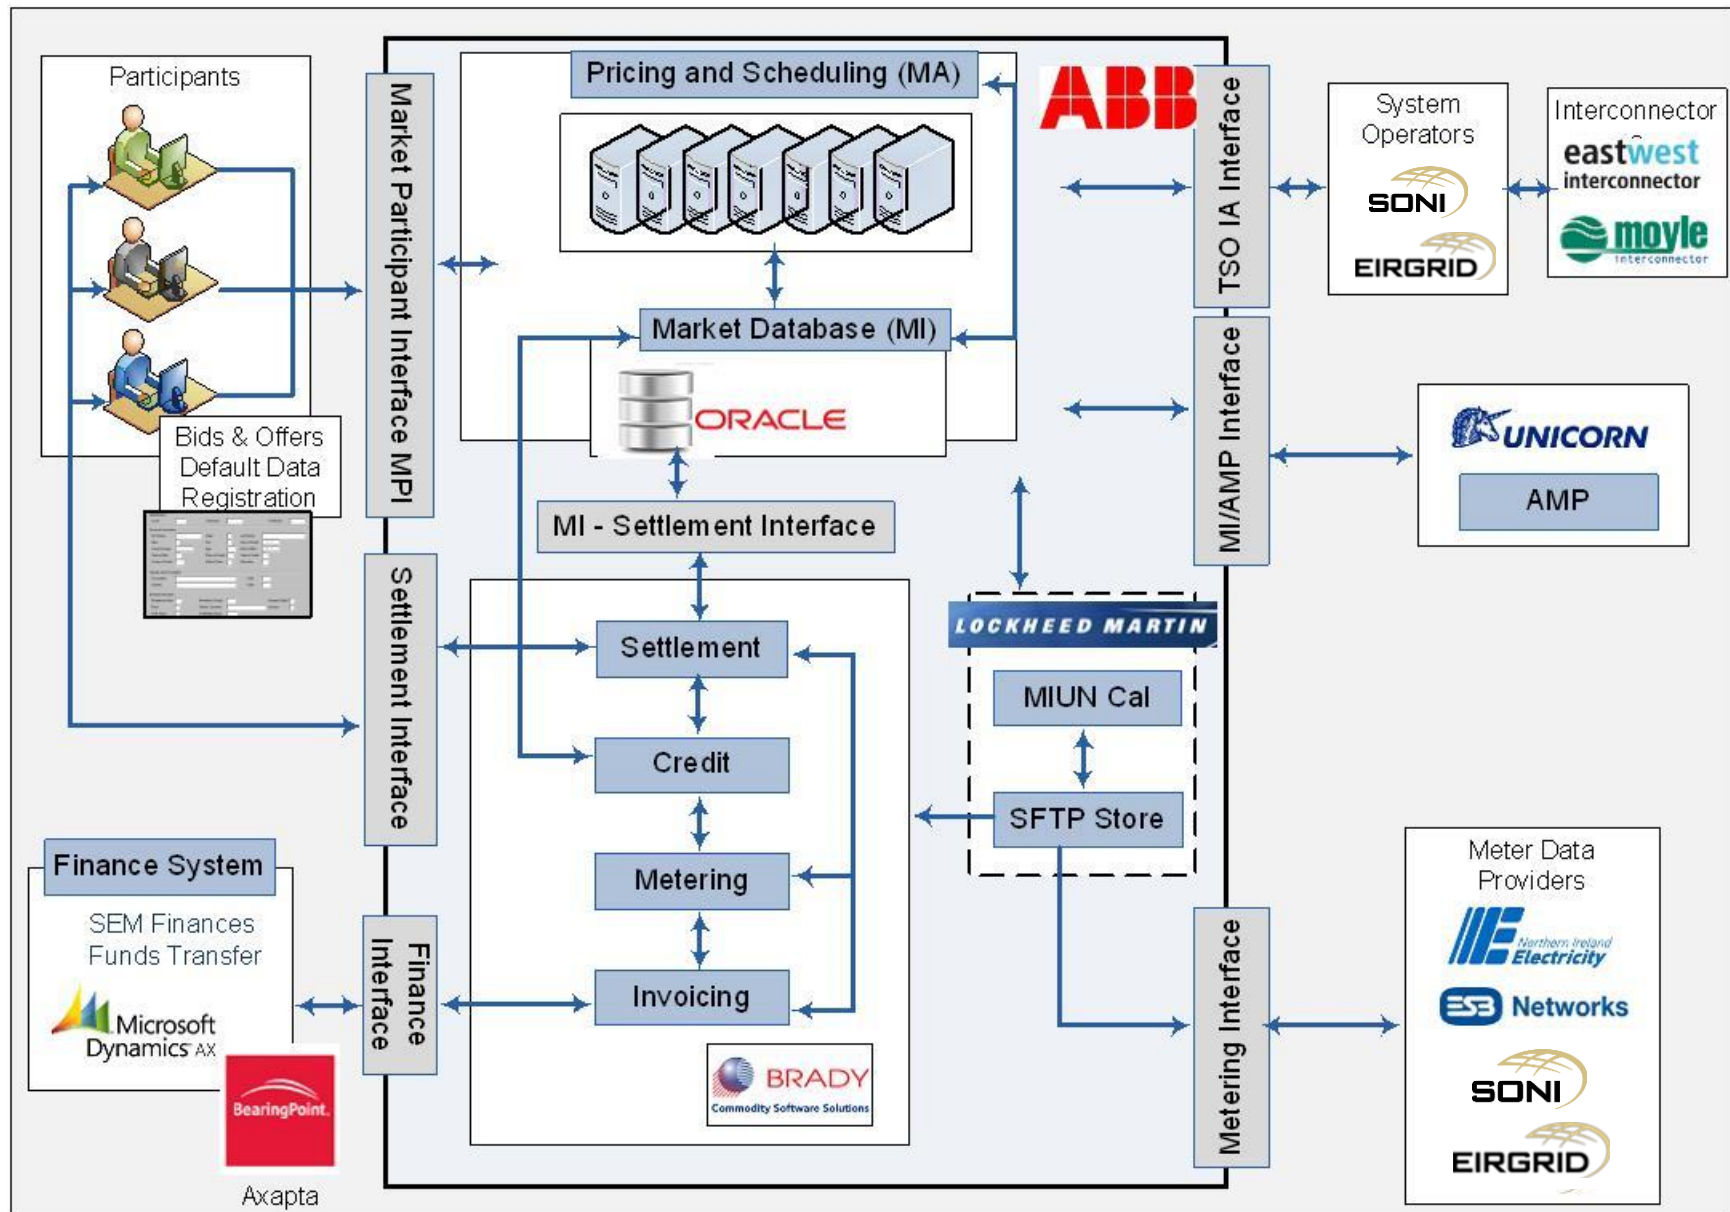 Participants
Bids & Offers
Default Data
Registration
Market Participant Interface MPI
Settlement Interface
Finance
Interface
Finance System
SEM Finances
Funds Transfer
Microsoft
Dynamics AX
BearingPoint.
Axapta
Pricing and Scheduling (MA)
Market Database (MI)
ORACLE
MI - Settlement Interface
Settlement
Credit
Metering
Invoicing
BRADY
Commodity Software Solutions
ABB
LOCKHEED MARTIN
MIUN Cal
SFTP Store
TSO IA Interface
MI/AMP Interface
Metering Interface
System
Operators
SONI
EIRGRID
Interconnector
eastwest
interconnector
moyle
interconnector
UNICORN
AMP
Meter Data
Providers
Northern Ireland
Electricity
ESB Networks
SONI
EIRGRID